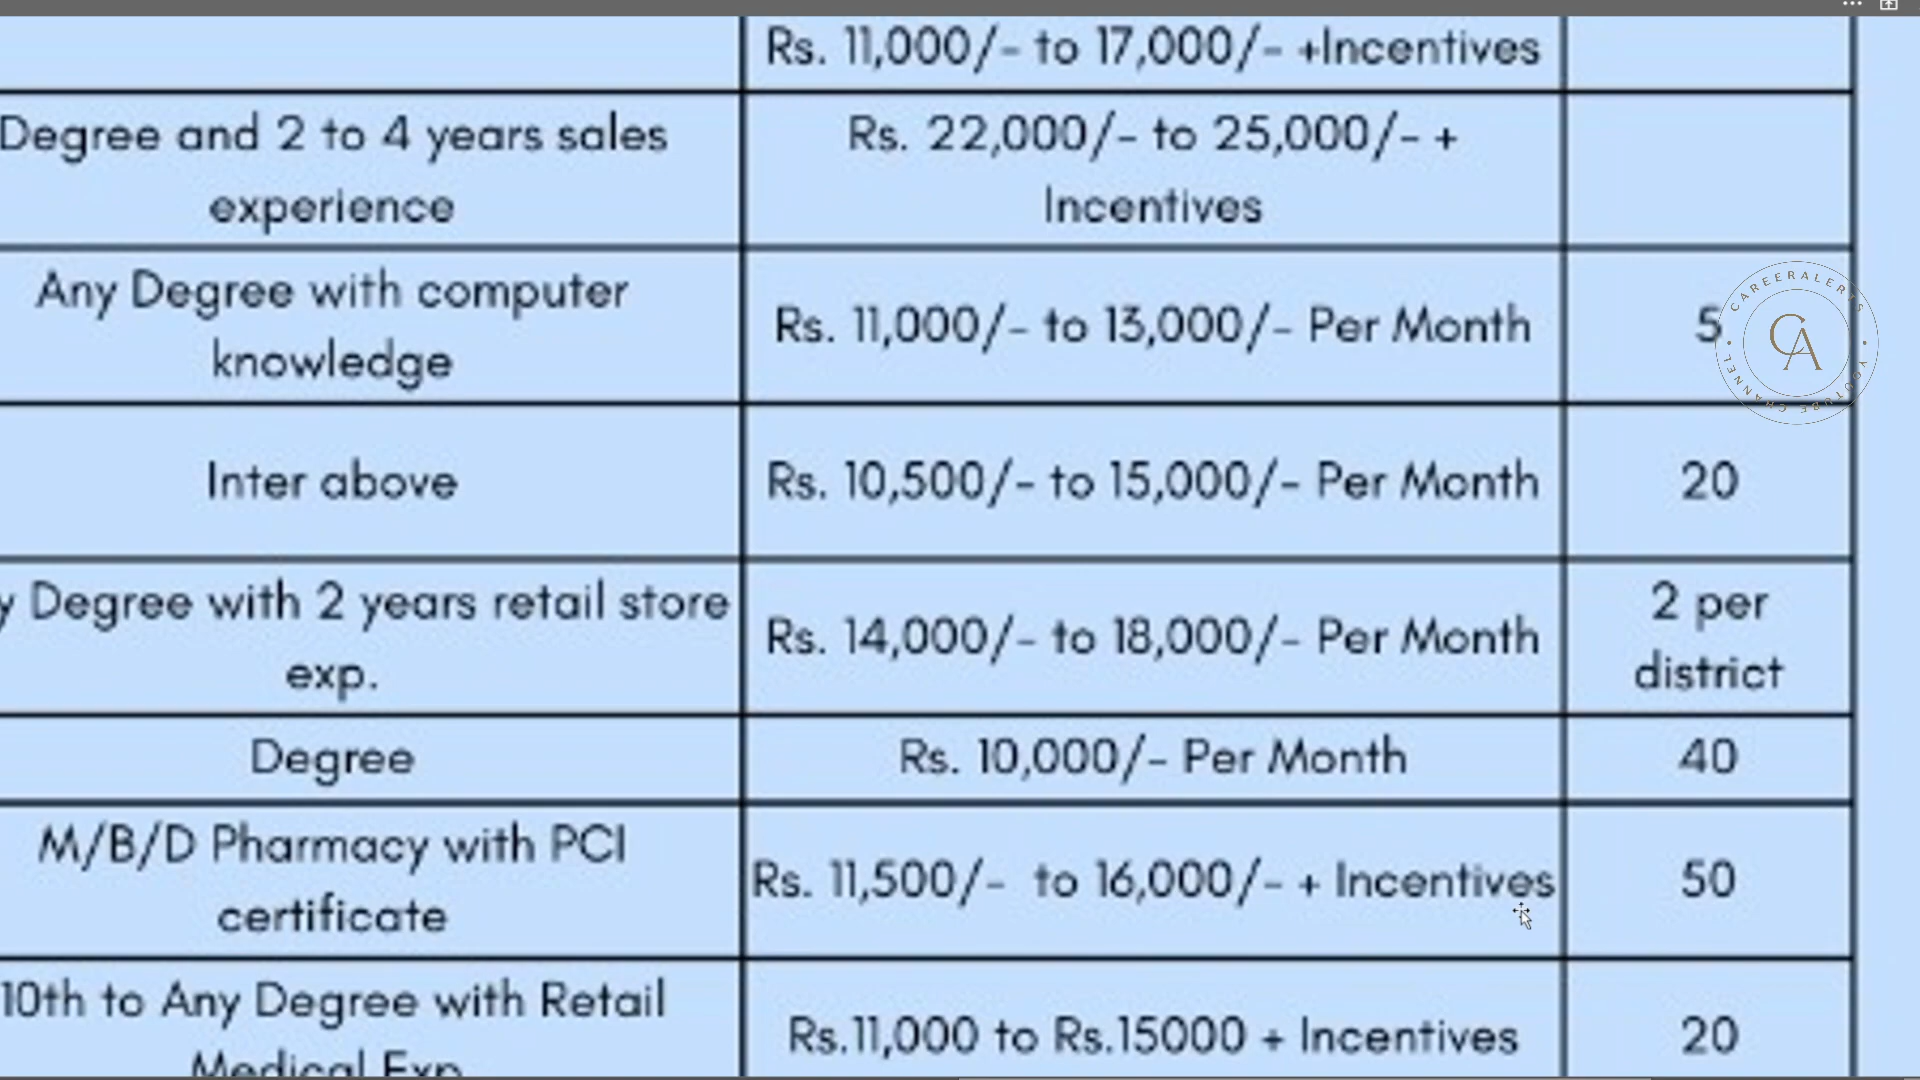 Rs. 11,000/- to 17,000/- +Incentives
Degree and 2 to 4 years sales
experience
Rs. 22,000/- to 25,000/- +
Incentives
Any Degree with computer
knowledge
Rs. 11,000/- to 13,000/- Per Month
5
Inter above
Rs. 10,500/- to 15,000/- Per Month
20
y Degree with 2 years retail store
exp.
Rs. 14,000/- to 18,000/- Per Month
2 per
district
Degree
Rs. 10,000/- Per Month
40
M/B/D Pharmacy with PCI
certificate
Rs. 11,500/- to 16,000/- + Incentives
50
10th to Any Degree with Retail
Medical Exp
Rs.11,000 to Rs.15000 + Incentives
20
CAREERALERTS
CA
YOUTUBE CHANNEL